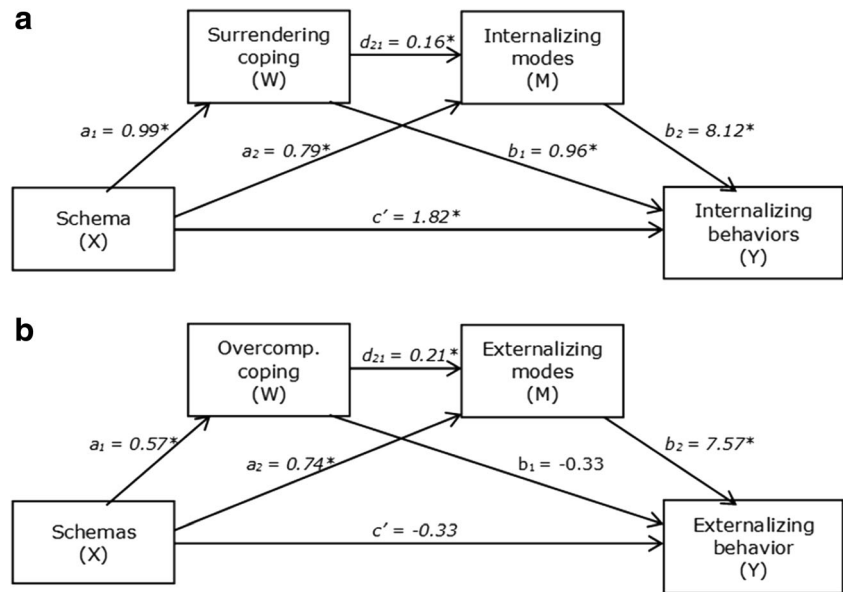 a
Surrendering
coping
(W)
d₂₁ = 0.16*
Internalizing
modes
(M)
a₁ = 0.99*
a₂ = 0.79*
b₁ = 0.96*
b₂ = 8.12*
Schema
(X)
c′ = 1.82*
Internalizing
behaviors
(Y)
b
Overcomp.
coping
(W)
d₂₁ = 0.21*
Externalizing
modes
(M)
a₁ = 0.57*
a₂ = 0.74*
b₁ = -0.33
b₂ = 7.57*
Schemas
(X)
c′ = -0.33
Externalizing
behavior
(Y)